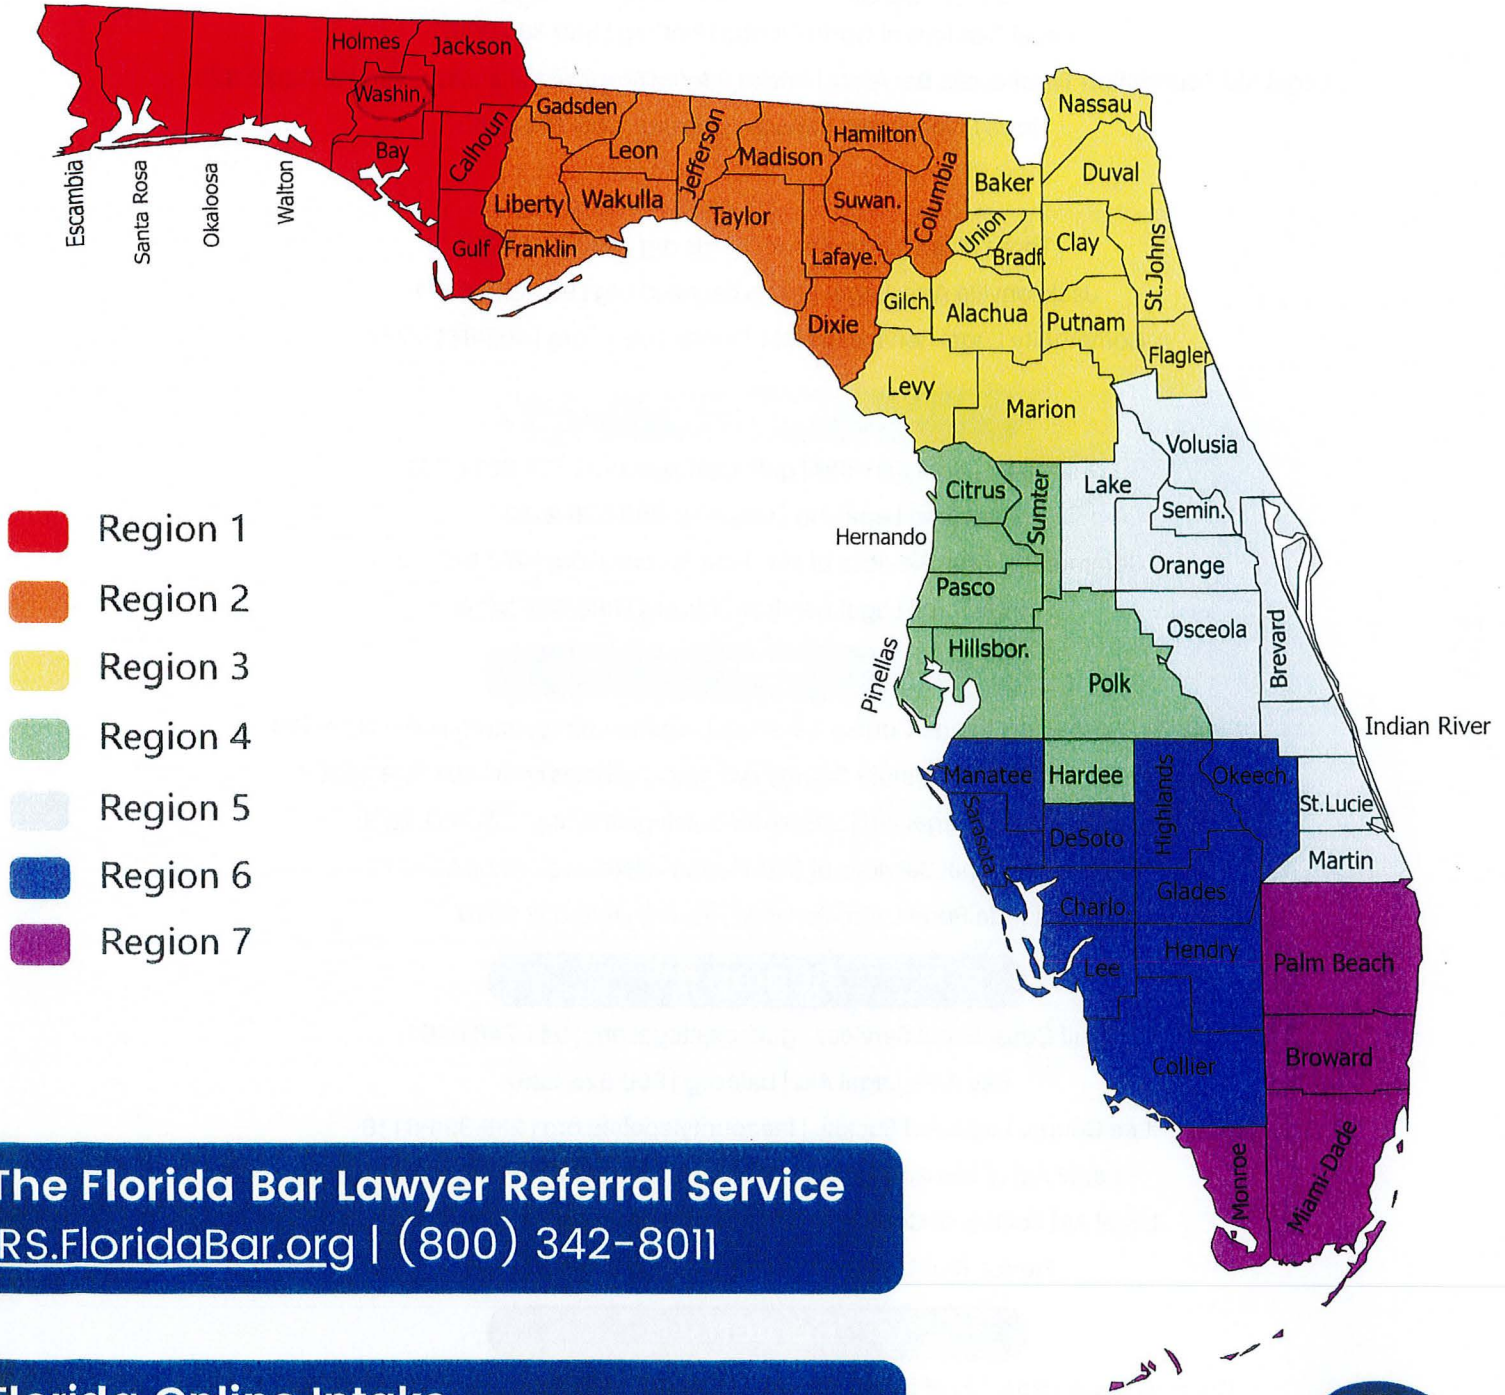 Holmes
Jackson
Washin.
Bay
Calhoun
Gulf
Escambia
Santa Rosa
Okaloosa
Walton
Gadsden
Leon
Jefferson
Madison
Hamilton
Liberty
Wakulla
Taylor
Suwan.
Columbia
Franklin
Lafaye.
Dixie
Nassau
Baker
Duval
Union
Bradf.
Clay
St.Johns
Gilch.
Alachua
Putnam
Flagler
Levy
Marion
Volusia
Citrus
Sumter
Lake
Semin.
Hernando
Orange
Pasco
Osceola
Brevard
Hillsbor.
Pinellas
Polk
Indian River
Manatee
Hardee
Highlands
Okeech.
St.Lucie
Sarasota
DeSoto
Martin
Charlo.
Glades
Lee
Hendry
Palm Beach
Collier
Broward
Monroe
Miami-Dade
Region 1
Region 2
Region 3
Region 4
Region 5
Region 6
Region 7
The Florida Bar Lawyer Referral Service
RS.FloridaBar.org | (800) 342-8011
Florida Online Intake